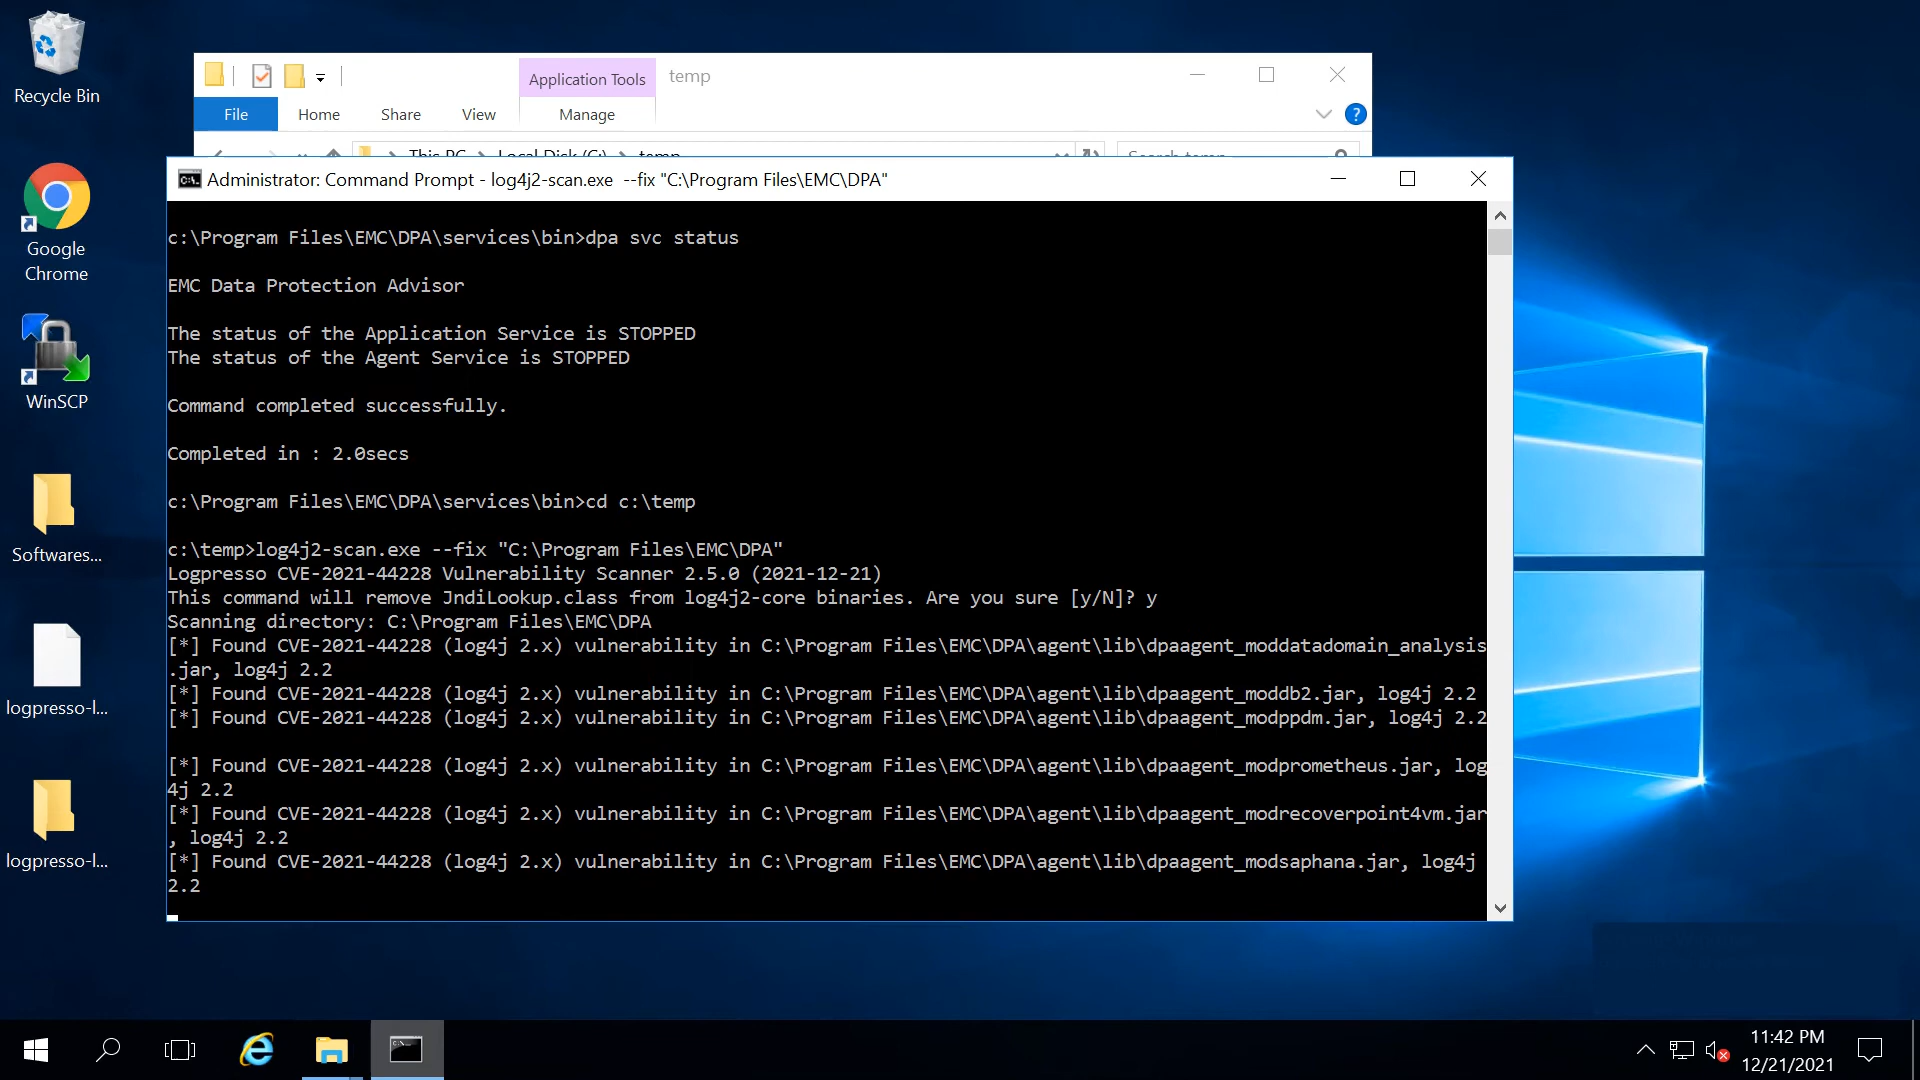 Recycle Bin
Google
Chrome
WinSCP
Softwares...
logpresso-l...
logpresso-l...
Application Tools
temp
File
Home
Share
View
Manage
?
This PC
Local Disk (C:)
temp
Search temp
Administrator: Command Prompt - log4j2-scan.exe  --fix "C:\Program Files\EMC\DPA"
c:\Program Files\EMC\DPA\services\bin>dpa svc status
EMC Data Protection Advisor
The status of the Application Service is STOPPED
The status of the Agent Service is STOPPED
Command completed successfully.
Completed in : 2.0secs
c:\Program Files\EMC\DPA\services\bin>cd c:\temp
c:\temp>log4j2-scan.exe --fix "C:\Program Files\EMC\DPA"
Logpresso CVE-2021-44228 Vulnerability Scanner 2.5.0 (2021-12-21)
This command will remove JndiLookup.class from log4j2-core binaries. Are you sure [y/N]? y
Scanning directory: C:\Program Files\EMC\DPA
[*] Found CVE-2021-44228 (log4j 2.x) vulnerability in C:\Program Files\EMC\DPA\agent\lib\dpaagent_moddatadomain_analysis
.jar, log4j 2.2
[*] Found CVE-2021-44228 (log4j 2.x) vulnerability in C:\Program Files\EMC\DPA\agent\lib\dpaagent_moddb2.jar, log4j 2.2
[*] Found CVE-2021-44228 (log4j 2.x) vulnerability in C:\Program Files\EMC\DPA\agent\lib\dpaagent_modppdm.jar, log4j 2.2
[*] Found CVE-2021-44228 (log4j 2.x) vulnerability in C:\Program Files\EMC\DPA\agent\lib\dpaagent_modprometheus.jar, log
4j 2.2
[*] Found CVE-2021-44228 (log4j 2.x) vulnerability in C:\Program Files\EMC\DPA\agent\lib\dpaagent_modrecoverpoint4vm.jar
, log4j 2.2
[*] Found CVE-2021-44228 (log4j 2.x) vulnerability in C:\Program Files\EMC\DPA\agent\lib\dpaagent_modsaphana.jar, log4j
2.2
11:42 PM
12/21/2021